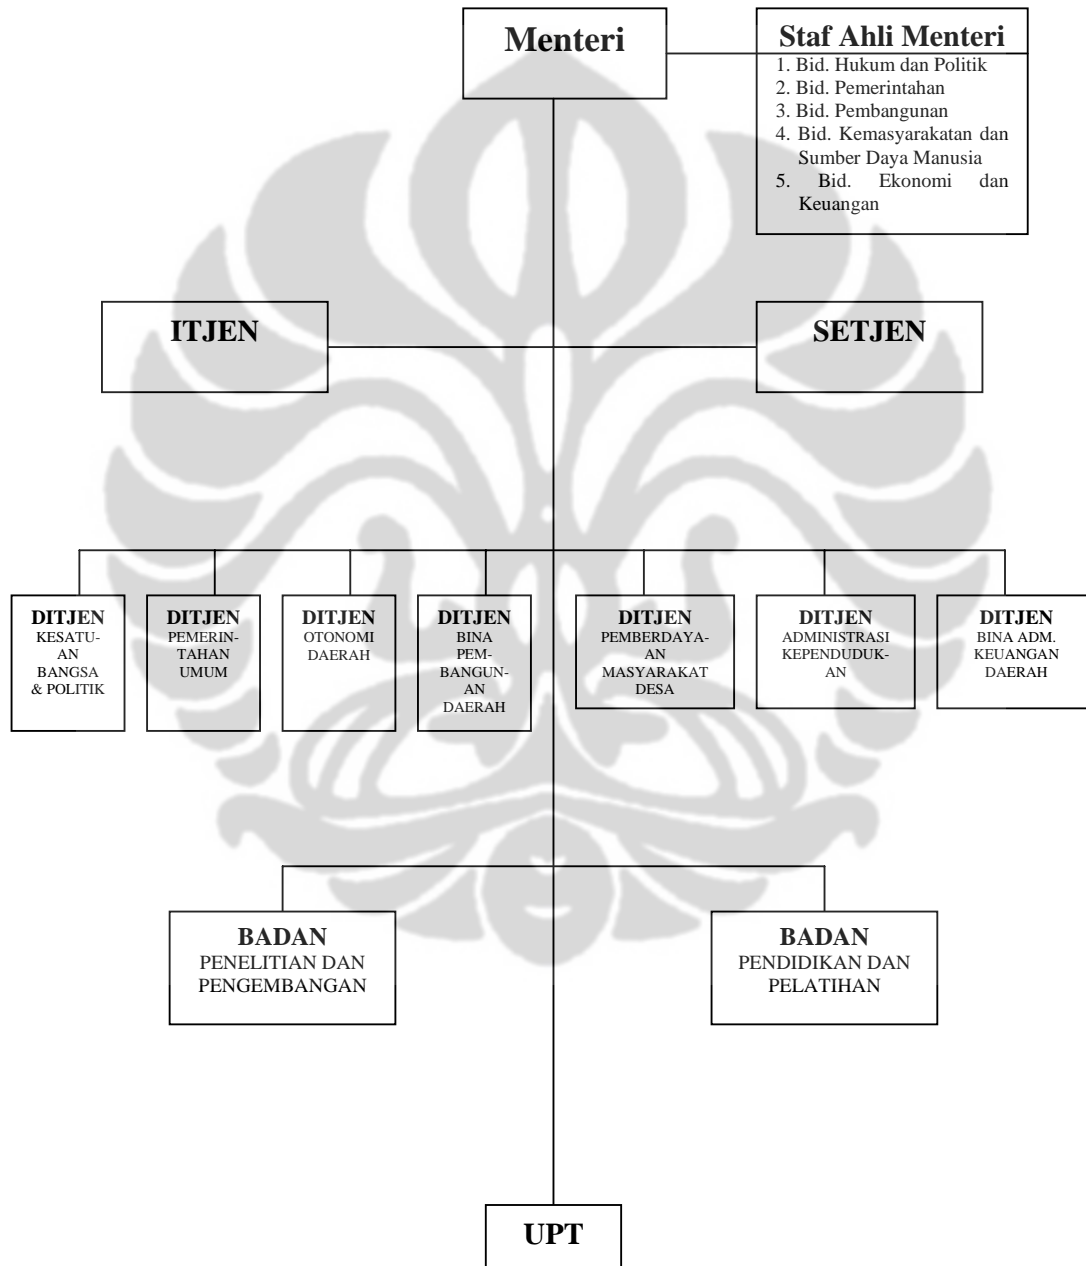 Menteri
Staf Ahli Menteri
1. Bid. Hukum dan Politik
2. Bid. Pemerintahan
3. Bid. Pembangunan
4. Bid. Kemasyarakatan dan
Sumber Daya Manusia
5. Bid. Ekonomi dan
Keuangan
ITJEN
SETJEN
DITJEN
KESATU-
AN
BANGSA
& POLITIK
DITJEN
PEMERIN-
TAHAN
UMUM
DITJEN
OTONOMI
DAERAH
DITJEN
BINA
PEM-
BANGUN-
AN
DAERAH
DITJEN
PEMBERDAYA-
AN
MASYARAKAT
DESA
DITJEN
ADMINISTRASI
KEPENDUDUK-
AN
DITJEN
BINA ADM.
KEUANGAN
DAERAH
BADAN
PENELITIAN DAN
PENGEMBANGAN
BADAN
PENDIDIKAN DAN
PELATIHAN
UPT